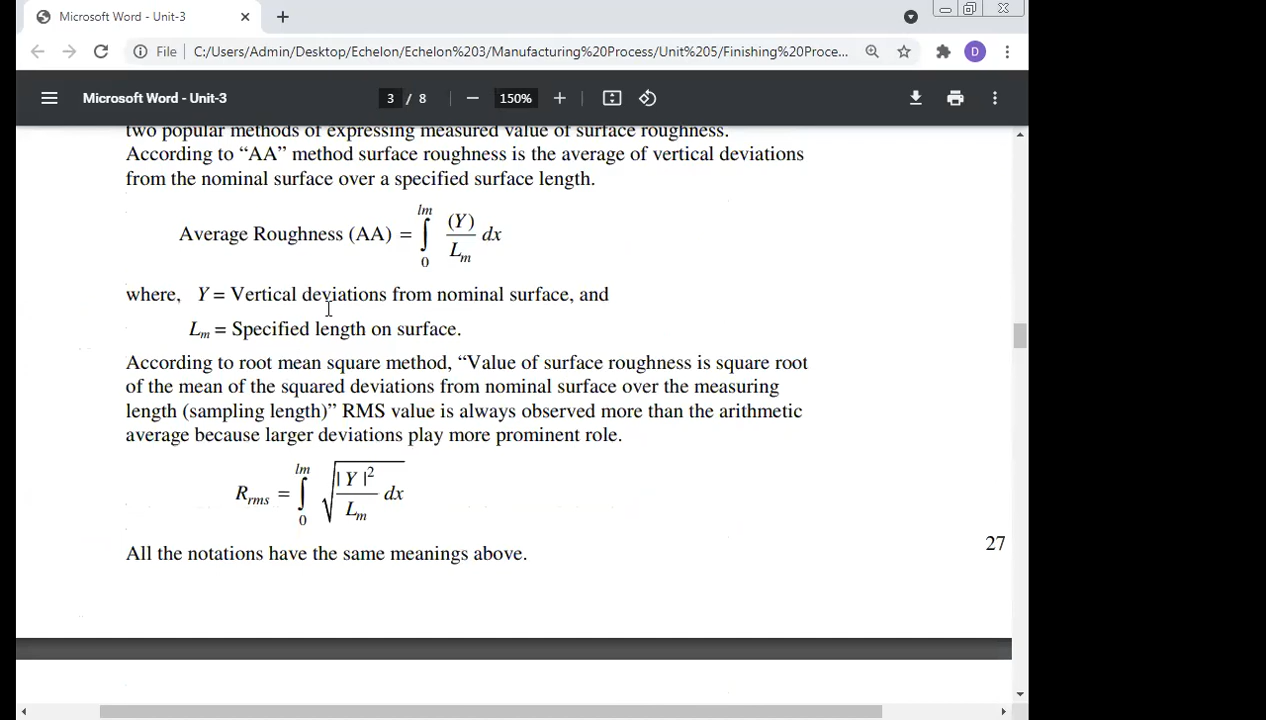 Microsoft Word - Unit-3
File C:/Users/Admin/Desktop/Echelon/Echelon%203/Manufacturing%20Process/Unit%205/Finishing%20Proce... D
Microsoft Word - Unit-3 3 / 8 150%
two popular methods of expressing measured value of surface roughness.
According to “AA” method surface roughness is the average of vertical deviations
from the nominal surface over a specified surface length.
Average Roughness (AA) = ∫₀^{lm} (Y)/L_m dx
where, Y = Vertical deviations from nominal surface, and
L_m = Specified length on surface.
According to root mean square method, “Value of surface roughness is square root
of the mean of the squared deviations from nominal surface over the measuring
length (sampling length)” RMS value is always observed more than the arithmetic
average because larger deviations play more prominent role.
R_rms = ∫₀^{lm} √(|Y|²/L_m dx)
All the notations have the same meanings above.
27